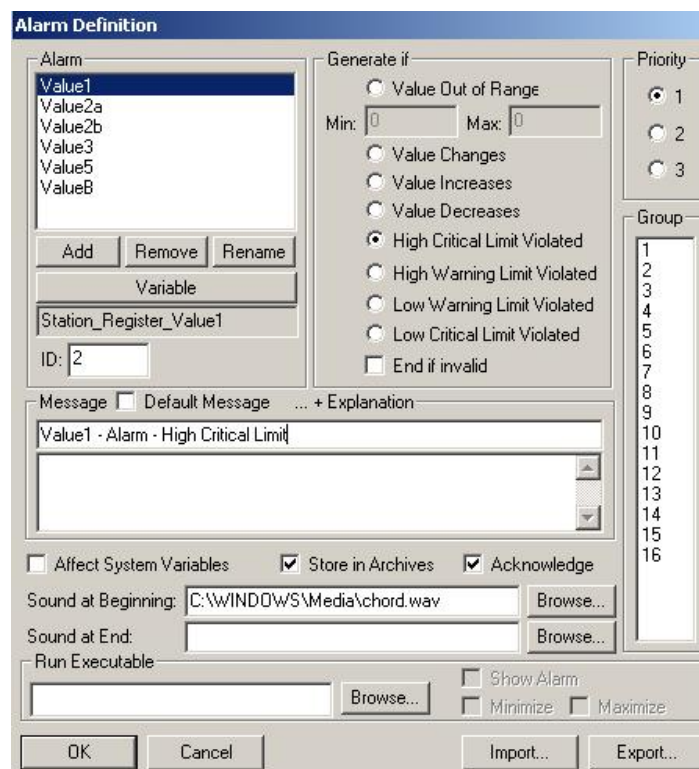 Alarm Definition
Alarm
Value1
Value2a
Value2b
Value3
Value5
ValueB
Add Remove Rename
Variable
Station_Register_Value1
ID: 2
Generate if
Value Out of Range
Min: 0 Max: 0
Value Changes
Value Increases
Value Decreases
High Critical Limit Violated
High Warning Limit Violated
Low Warning Limit Violated
Low Critical Limit Violated
End if invalid
Priority
1
2
3
Group
1
2
3
4
5
6
7
8
9
10
11
12
13
14
15
16
Message Default Message ... + Explanation
Value1 - Alarm - High Critical Limit
Affect System Variables Store in Archives Acknowledge
Sound at Beginning: C:\WINDOWS\Media\chord.wav Browse...
Sound at End: Browse...
Run Executable
Browse...
Show Alarm
Minimize Maximize
OK Cancel Import... Export...